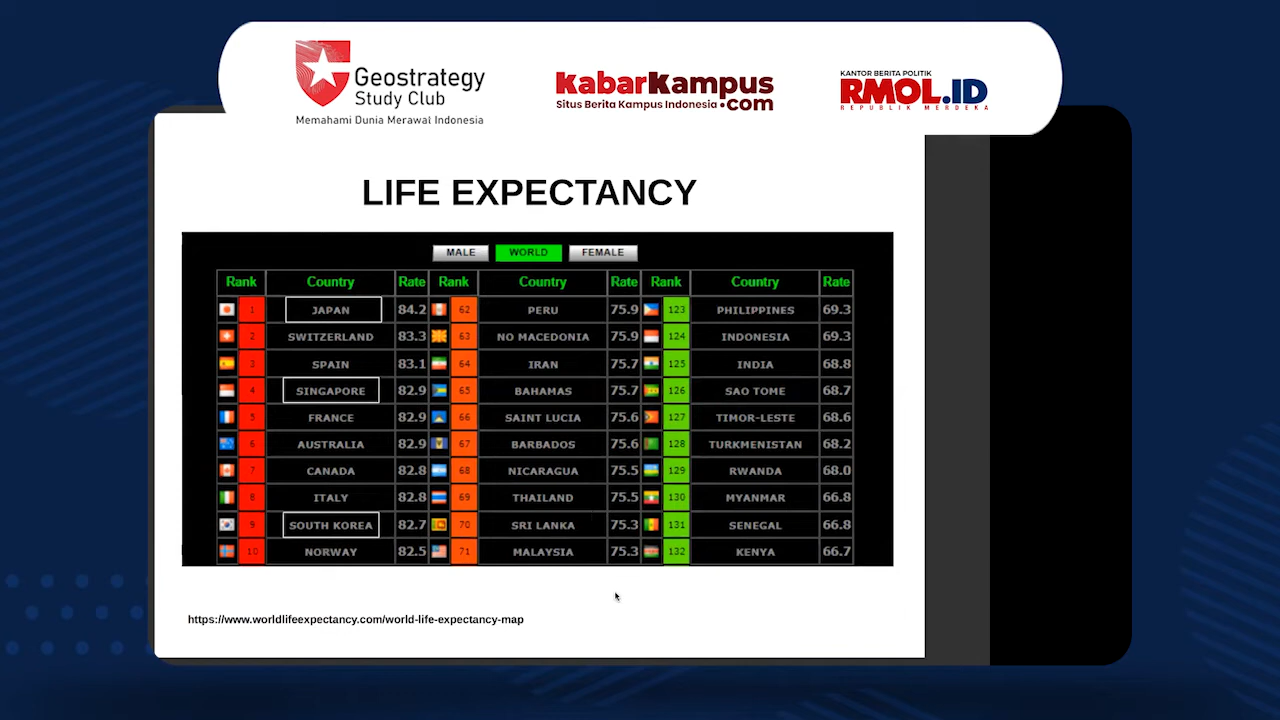 Geostrategy
Study Club
Memahami Dunia Merawat Indonesia
KabarKampus
Situs Berita Kampus Indonesia •com
KANTOR BERITA POLITIK
RMOL.ID
REPUBLIK MERDEKA
LIFE EXPECTANCY
MALE WORLD FEMALE
Rank Country Rate Rank Country Rate Rank Country Rate
1 JAPAN 84.2 62 PERU 75.9 123 PHILIPPINES 69.3
2 SWITZERLAND 83.3 63 NO MACEDONIA 75.9 124 INDONESIA 69.3
3 SPAIN 83.1 64 IRAN 75.7 125 INDIA 68.8
4 SINGAPORE 82.9 65 BAHAMAS 75.7 126 SAO TOME 68.7
5 FRANCE 82.9 66 SAINT LUCIA 75.6 127 TIMOR-LESTE 68.6
6 AUSTRALIA 82.9 67 BARBADOS 75.6 128 TURKMENISTAN 68.2
7 CANADA 82.8 68 NICARAGUA 75.5 129 RWANDA 68.0
8 ITALY 82.8 69 THAILAND 75.5 130 MYANMAR 66.8
9 SOUTH KOREA 82.7 70 SRI LANKA 75.3 131 SENEGAL 66.8
10 NORWAY 82.5 71 MALAYSIA 75.3 132 KENYA 66.7
https://www.worldlifeexpectancy.com/world-life-expectancy-map